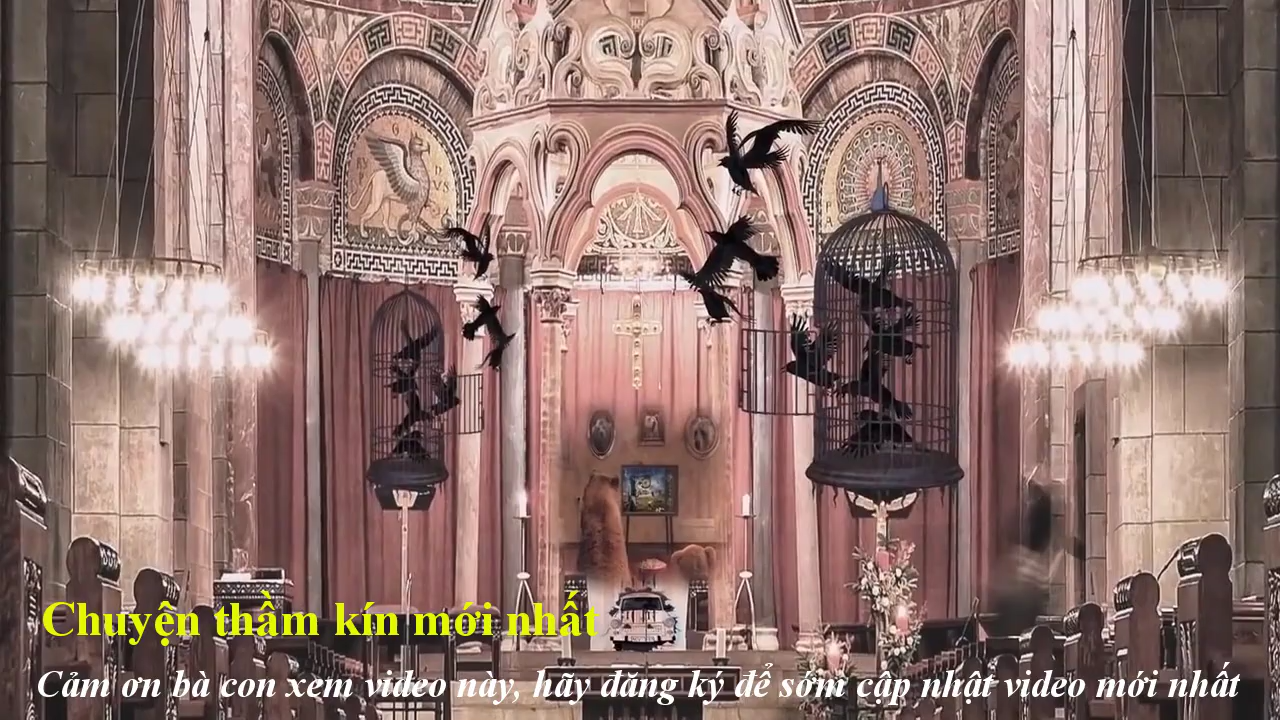 Chuyện thầm kín mới nhất
Cảm ơn bà con xem video này, hãy đăng ký để sớm cập nhật video mới nhất